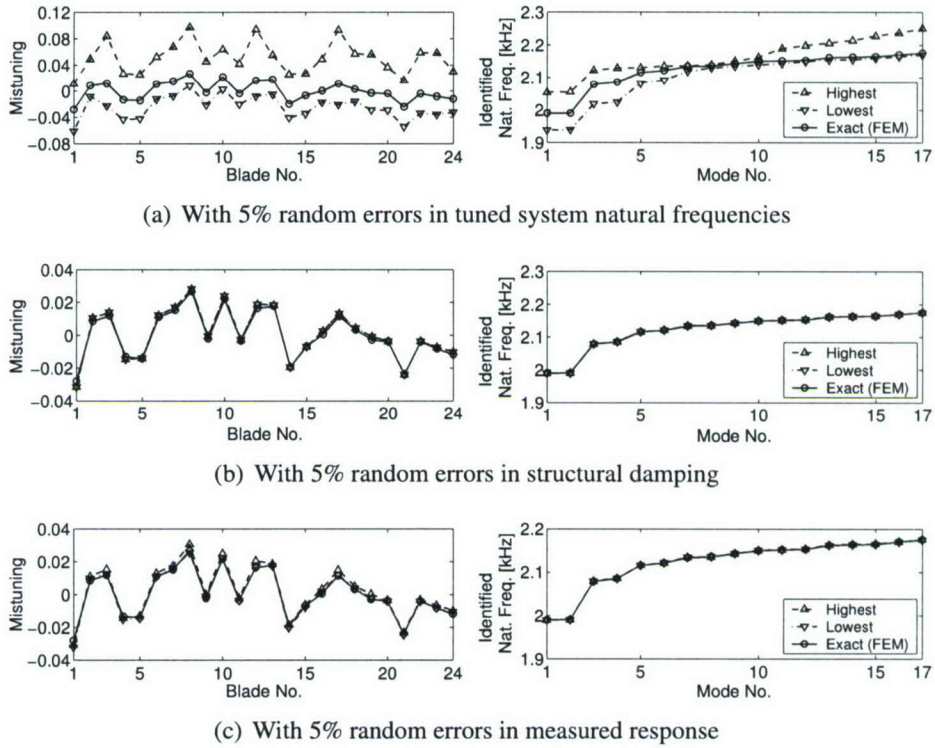 0.12
0.08
0.04
0
−0.04
−0.08
Mistuning
1 5 10 15 20 24
Blade No.
2.3
2.2
2.1
2
1.9
Identified
Nat. Freq. [kHz]
Highest
Lowest
Exact (FEM)
1 5 10 15 17
Mode No.
(a) With 5% random errors in tuned system natural frequencies
0.04
0.02
0
−0.02
−0.04
Mistuning
1 5 10 15 20 24
Blade No.
2.3
2.2
2.1
2
1.9
Identified
Nat. Freq. [kHz]
Highest
Lowest
Exact (FEM)
1 5 10 15 17
Mode No.
(b) With 5% random errors in structural damping
0.04
0.02
0
−0.02
−0.04
Mistuning
1 5 10 15 20 24
Blade No.
2.2
2.1
2
1.9
Identified
Nat. Freq. [kHz]
Highest
Lowest
Exact (FEM)
1 5 10 15 17
Mode No.
(c) With 5% random errors in measured response